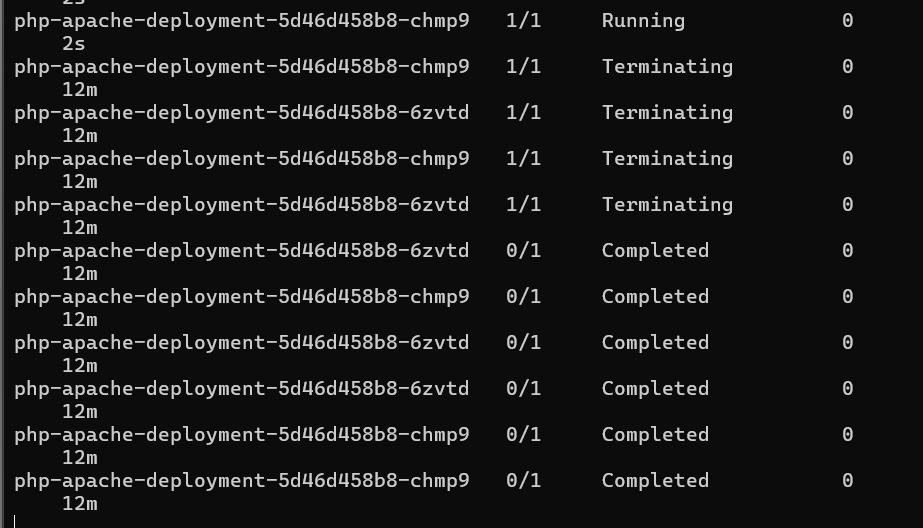 php-apache-deployment-5d46d458b8-chmp9   1/1     Running             0
    2s
php-apache-deployment-5d46d458b8-chmp9   1/1     Terminating         0
    12m
php-apache-deployment-5d46d458b8-6zvtd   1/1     Terminating         0
    12m
php-apache-deployment-5d46d458b8-chmp9   1/1     Terminating         0
    12m
php-apache-deployment-5d46d458b8-6zvtd   1/1     Terminating         0
    12m
php-apache-deployment-5d46d458b8-6zvtd   0/1     Completed           0
    12m
php-apache-deployment-5d46d458b8-chmp9   0/1     Completed           0
    12m
php-apache-deployment-5d46d458b8-6zvtd   0/1     Completed           0
    12m
php-apache-deployment-5d46d458b8-6zvtd   0/1     Completed           0
    12m
php-apache-deployment-5d46d458b8-chmp9   0/1     Completed           0
    12m
php-apache-deployment-5d46d458b8-chmp9   0/1     Completed           0
    12m